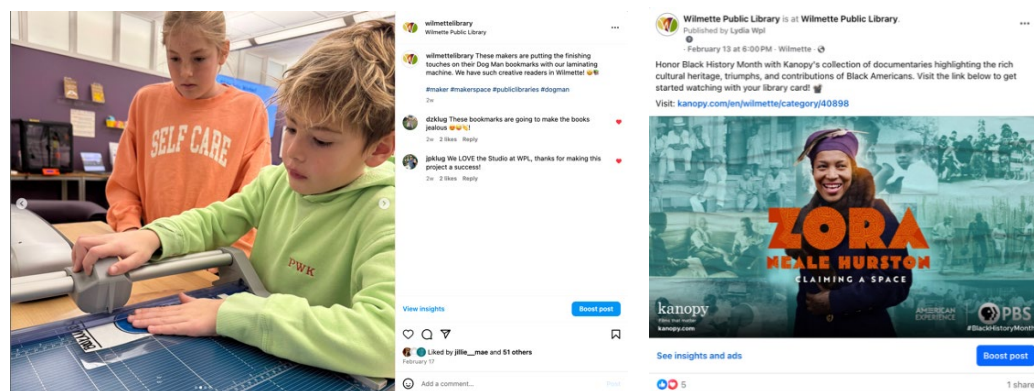 SELF CARE
PWK
wilmettelibrary
Wilmette Public Library
wilmettelibrary These makers are putting the finishing
touches on their Dog Man bookmarks with our laminating
machine. We have such creative readers in Wilmette!
#maker #makerspace #publiclibraries #dogman
2w
dzklug These bookmarks are going to make the books
jealous
2w 2 likes Reply
jpklug We LOVE the Studio at WPL, thanks for making this
project a success!
2w 2 likes Reply
View insights
Boost post
Liked by jillie__mae and 51 others
February 17
Add a comment...
Post
Wilmette Public Library is at Wilmette Public Library.
Published by Lydia Wpl
· February 13 at 6:00 PM · Wilmette ·
Honor Black History Month with Kanopy's collection of documentaries highlighting the rich
cultural heritage, triumphs, and contributions of Black Americans. Visit the link below to get
started watching with your library card!
Visit: kanopy.com/en/wilmette/category/40898
ZORA
NEALE HURSTON
CLAIMING A SPACE
kanopy
films that matter
kanopy.com
AMERICAN
EXPERIENCE
PBS
#BlackHistoryMonth
See insights and ads
Boost post
5
1 share